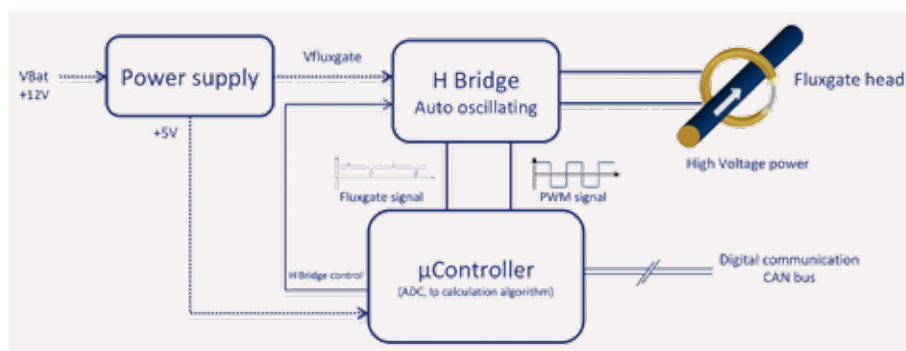 Vfluxgate
VBat
+12V
Power supply
H Bridge
Auto oscillating
Fluxgate head
+5V
High Voltage power
Fluxgate signal
PWM signal
H Bridge control
µController
(ADC, Ip calculation algorithm)
Digital communication
CAN bus